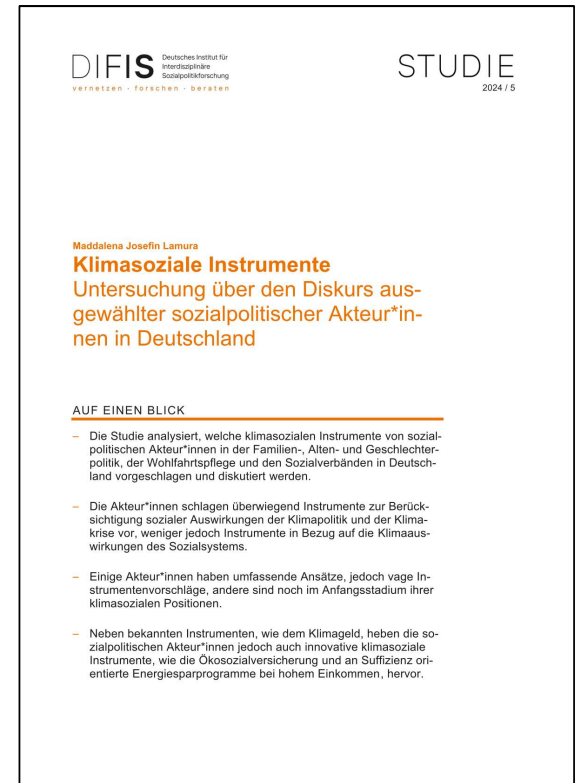 DIFIS
Deutsches Institut für
Interdisziplinäre
Sozialpolitikforschung
vernetzen · forschen · beraten
STUDIE
2024 / 5
Maddalena Josefin Lamura
Klimasoziale Instrumente
Untersuchung über den Diskurs aus-
gewählter sozialpolitischer Akteur*in-
nen in Deutschland
AUF EINEN BLICK
– Die Studie analysiert, welche klimasozialen Instrumente von sozial-
politischen Akteur*innen in der Familien-, Alten- und Geschlechter-
politik, der Wohlfahrtspflege und den Sozialverbänden in Deutsch-
land vorgeschlagen und diskutiert werden.
– Die Akteur*innen schlagen überwiegend Instrumente zur Berück-
sichtigung sozialer Auswirkungen der Klimapolitik und der Klima-
krise vor, weniger jedoch Instrumente in Bezug auf die Klimaaus-
wirkungen des Sozialsystems.
– Einige Akteur*innen haben umfassende Ansätze, jedoch vage In-
strumentenvorschläge, andere sind noch im Anfangsstadium ihrer
klimasozialen Positionen.
– Neben bekannten Instrumenten, wie dem Klimageld, heben die so-
zialpolitischen Akteur*innen jedoch auch innovative klimasoziale
Instrumente, wie die Ökosozialversicherung und an Suffizienz ori-
entierte Energiesparprogramme bei hohem Einkommen, hervor.